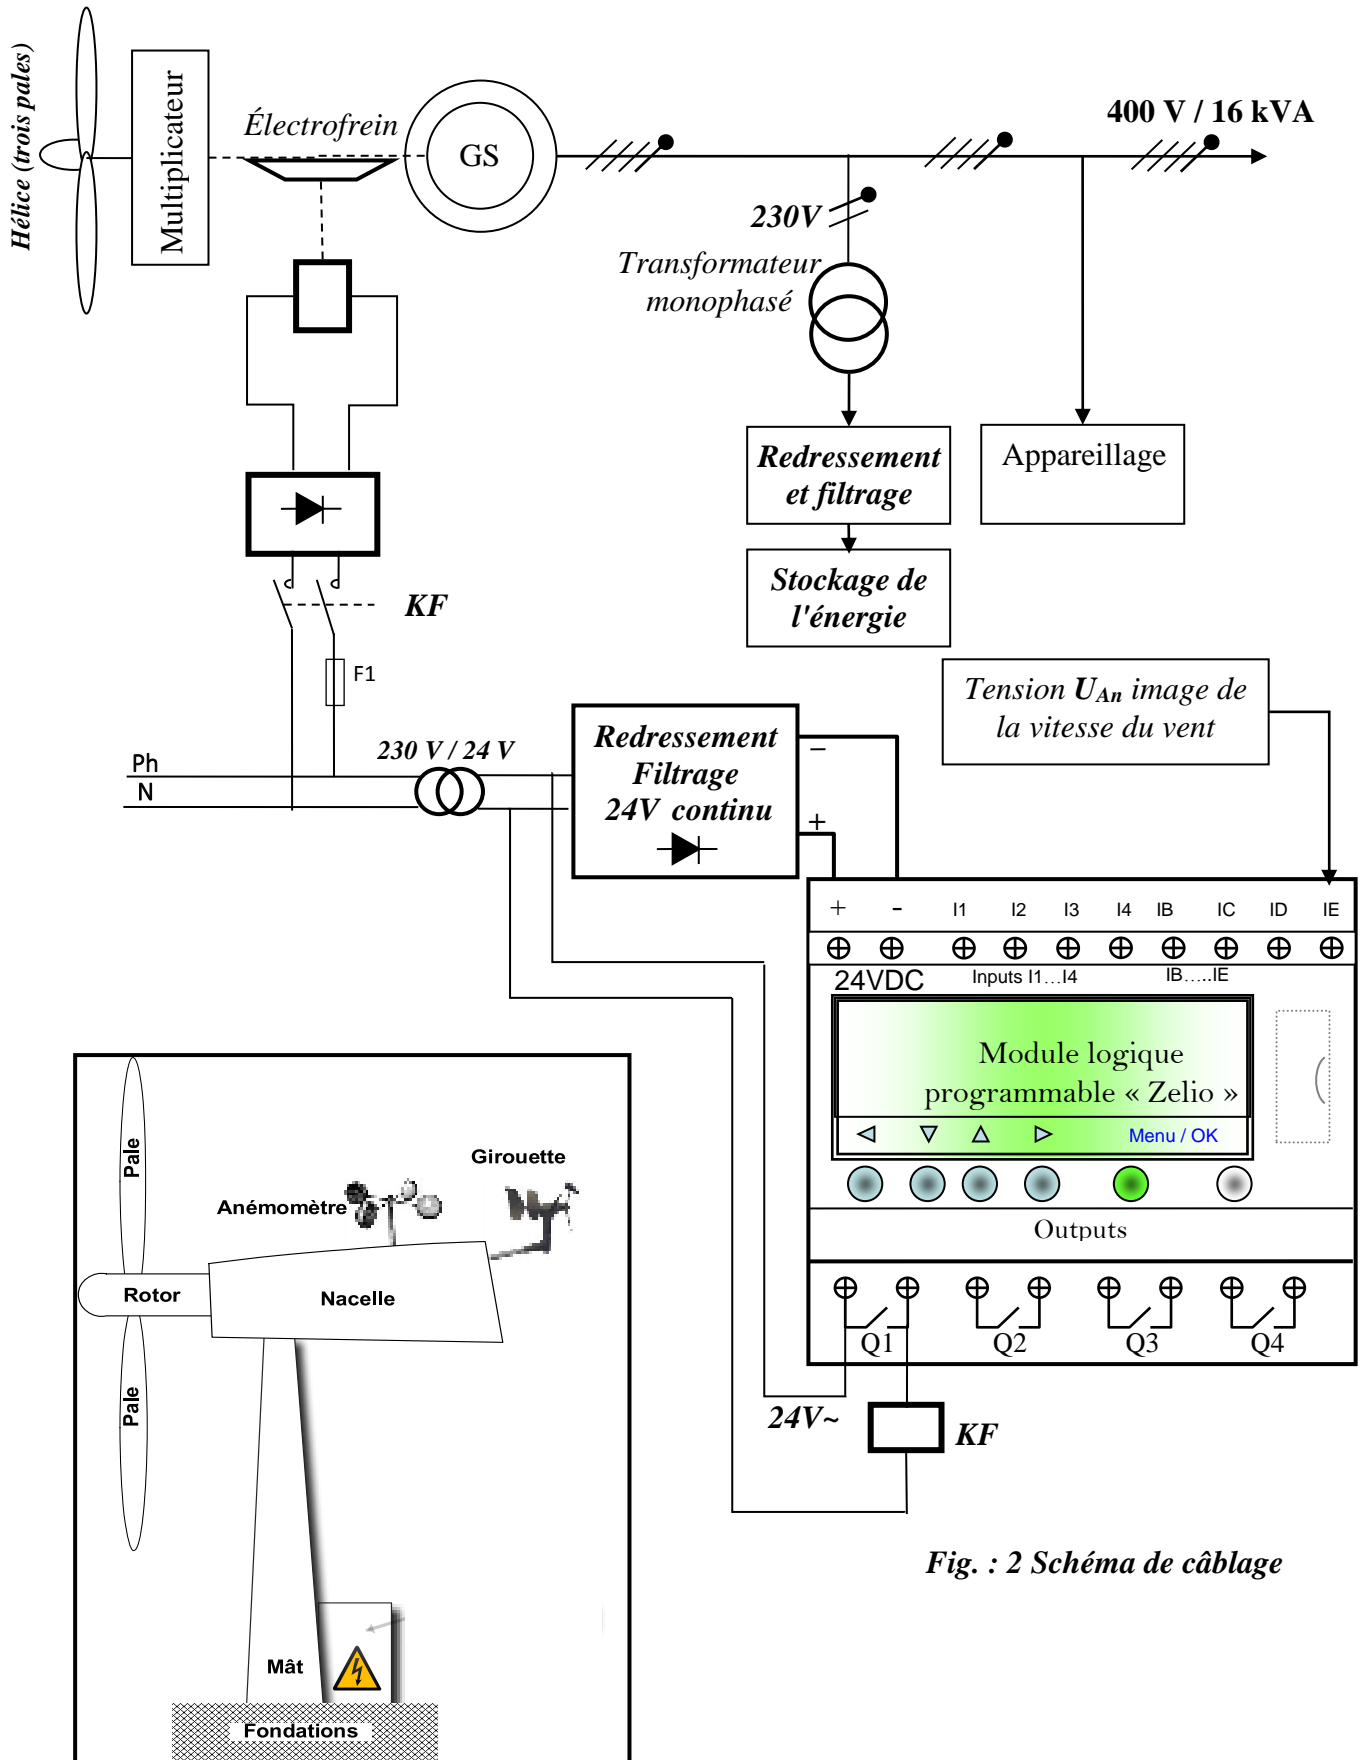 Hélice (trois pales)
Multiplicateur
Électrofrein
GS
400 V / 16 kVA
230V
Transformateur
monophasé
Redressement
et filtrage
Appareillage
Stockage de
l'énergie
KF
F1
Tension UAn image de
la vitesse du vent
Ph
N
230 V / 24 V
Redressement
Filtrage
24V continu
−
+
+ - I1 I2 I3 I4 IB IC ID IE
24VDC Inputs I1…I4 IB…..IE
Module logique
programmable « Zelio »
Menu / OK
Outputs
Q1 Q2 Q3 Q4
24V~
KF
Pale
Girouette
Anémomètre
Rotor
Nacelle
Pale
Mât
Fondations
Fig. : 2 Schéma de câblage